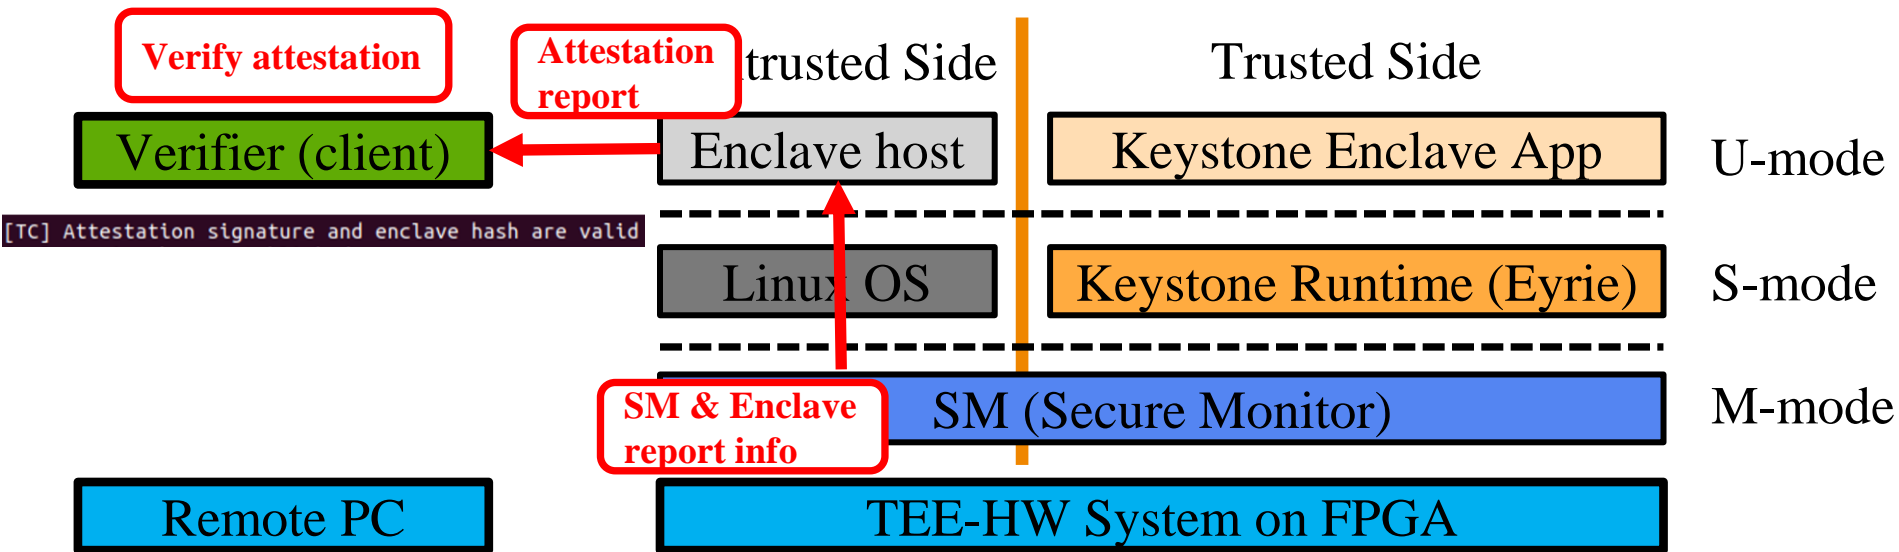 Verify attestation
Attestation
report
trusted Side
Trusted Side
Verifier (client)
Enclave host
Keystone Enclave App
U-mode
[TC] Attestation signature and enclave hash are valid
Linux OS
Keystone Runtime (Eyrie)
S-mode
SM & Enclave
report info
SM (Secure Monitor)
M-mode
Remote PC
TEE-HW System on FPGA